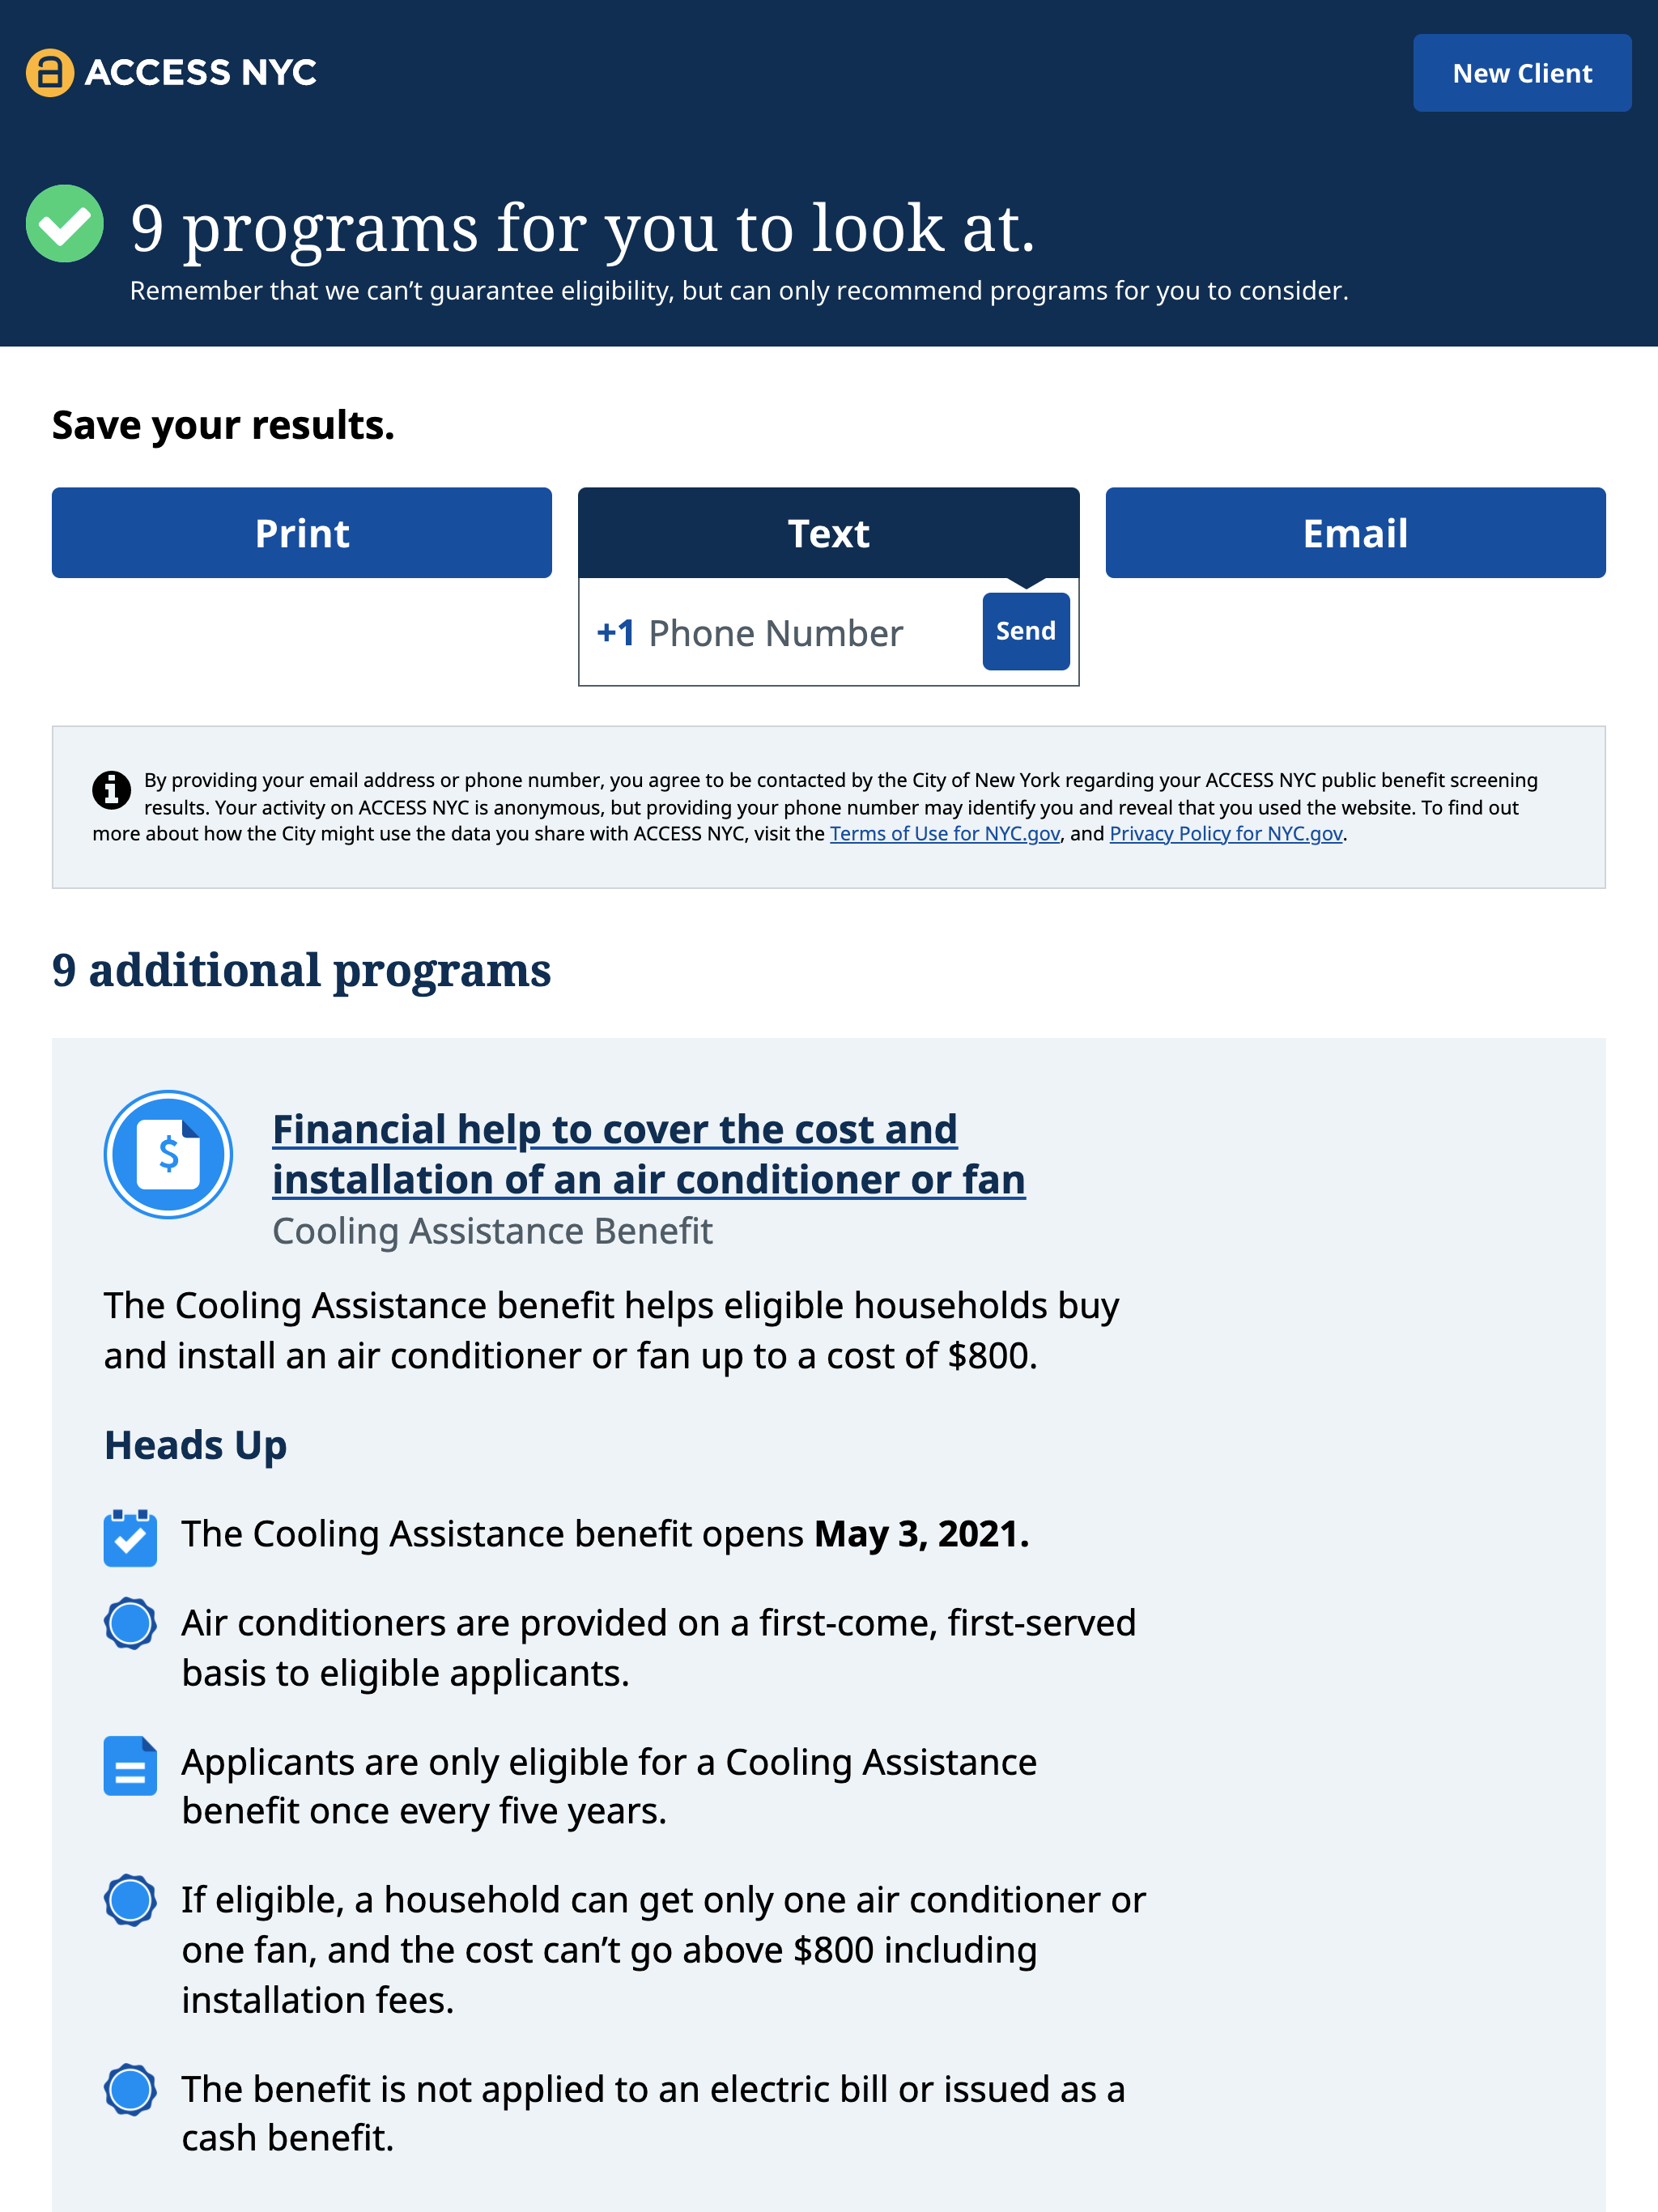 ACCESS NYC
New Client
9 programs for you to look at.
Remember that we can’t guarantee eligibility, but can only recommend programs for you to consider.
Save your results.
Print
Text
Email
+1 Phone Number
Send
By providing your email address or phone number, you agree to be contacted by the City of New York regarding your ACCESS NYC public benefit screening
results. Your activity on ACCESS NYC is anonymous, but providing your phone number may identify you and reveal that you used the website. To find out
more about how the City might use the data you share with ACCESS NYC, visit the Terms of Use for NYC.gov, and Privacy Policy for NYC.gov.
9 additional programs
Financial help to cover the cost and
installation of an air conditioner or fan
Cooling Assistance Benefit
The Cooling Assistance benefit helps eligible households buy
and install an air conditioner or fan up to a cost of $800.
Heads Up
The Cooling Assistance benefit opens May 3, 2021.
Air conditioners are provided on a first-come, first-served
basis to eligible applicants.
Applicants are only eligible for a Cooling Assistance
benefit once every five years.
If eligible, a household can get only one air conditioner or
one fan, and the cost can’t go above $800 including
installation fees.
The benefit is not applied to an electric bill or issued as a
cash benefit.